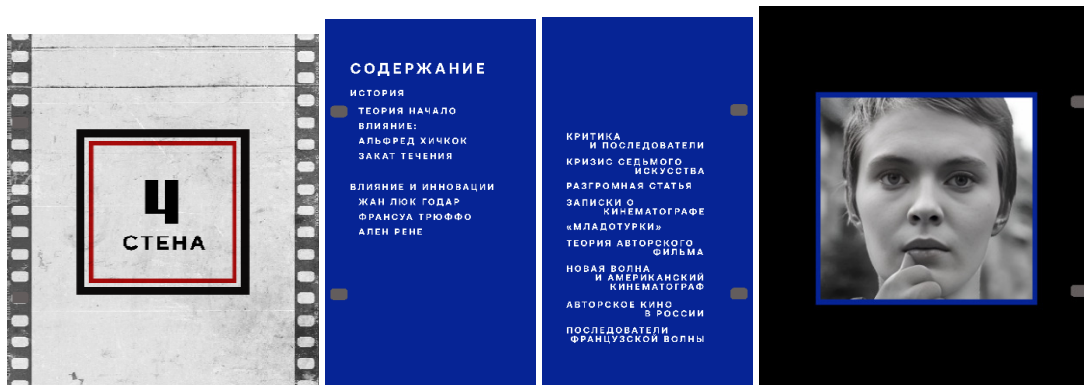 Ч
СТЕНА
СОДЕРЖАНИЕ
ИСТОРИЯ
ТЕОРИЯ НАЧАЛО
ВЛИЯНИЕ:
АЛЬФРЕД ХИЧКОК
ЗАКАТ ТЕЧЕНИЯ
ВЛИЯНИЕ И ИННОВАЦИИ
ЖАН ЛЮК ГОДАР
ФРАНСУА ТРЮФФО
АЛЕН РЕНЕ
КРИТИКА
И ПОСЛЕДОВАТЕЛИ
КРИЗИС СЕДЬМОГО
ИСКУССТВА
РАЗГРОМНАЯ СТАТЬЯ
ЗАПИСКИ О
КИНЕМАТОГРАФЕ
«МЛАДОТУРКИ»
ТЕОРИЯ АВТОРСКОГО
ФИЛЬМА
НОВАЯ ВОЛНА
И АМЕРИКАНСКИЙ
КИНЕМАТОГРАФ
АВТОРСКОЕ КИНО
В РОССИИ
ПОСЛЕДОВАТЕЛИ
ФРАНЦУЗСКОЙ ВОЛНЫ